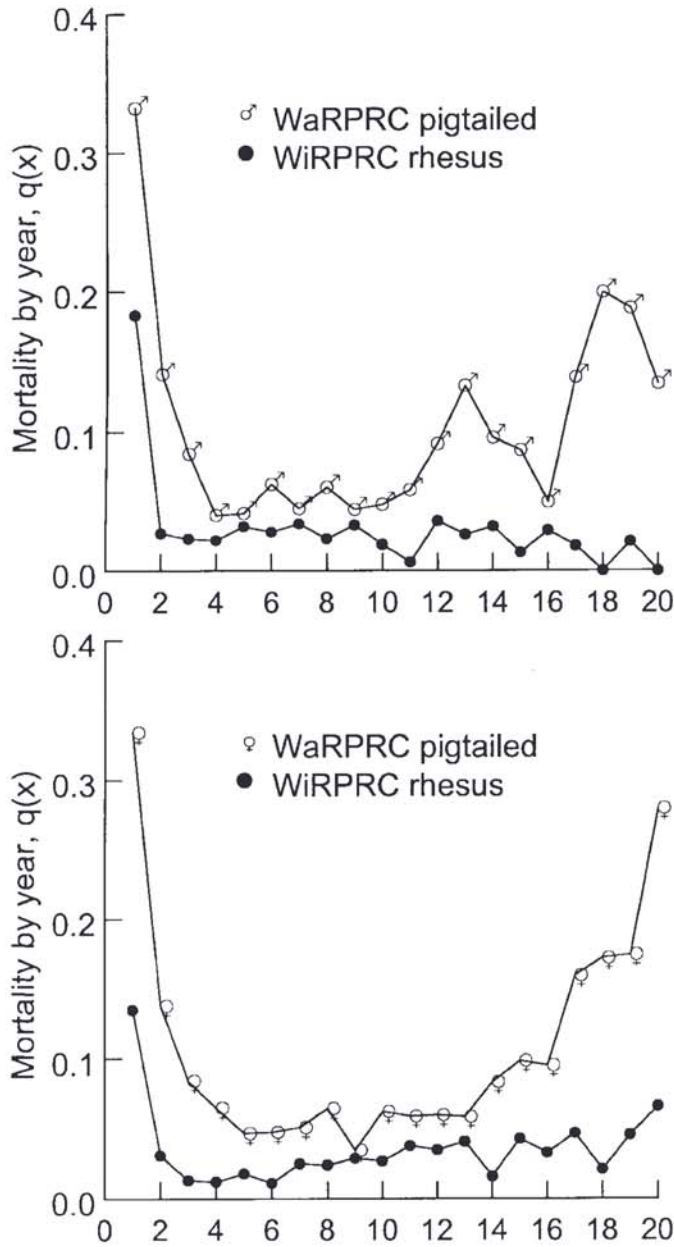 0.4
♂ WaRPRC pigtailed
● WiRPRC rhesus
0.3
Mortality by year, q(x)
0.2
0.1
0.0
0 2 4 6 8 10 12 14 16 18 20
0.4
♀ WaRPRC pigtailed
● WiRPRC rhesus
0.3
Mortality by year, q(x)
0.2
0.1
0.0
0 2 4 6 8 10 12 14 16 18 20